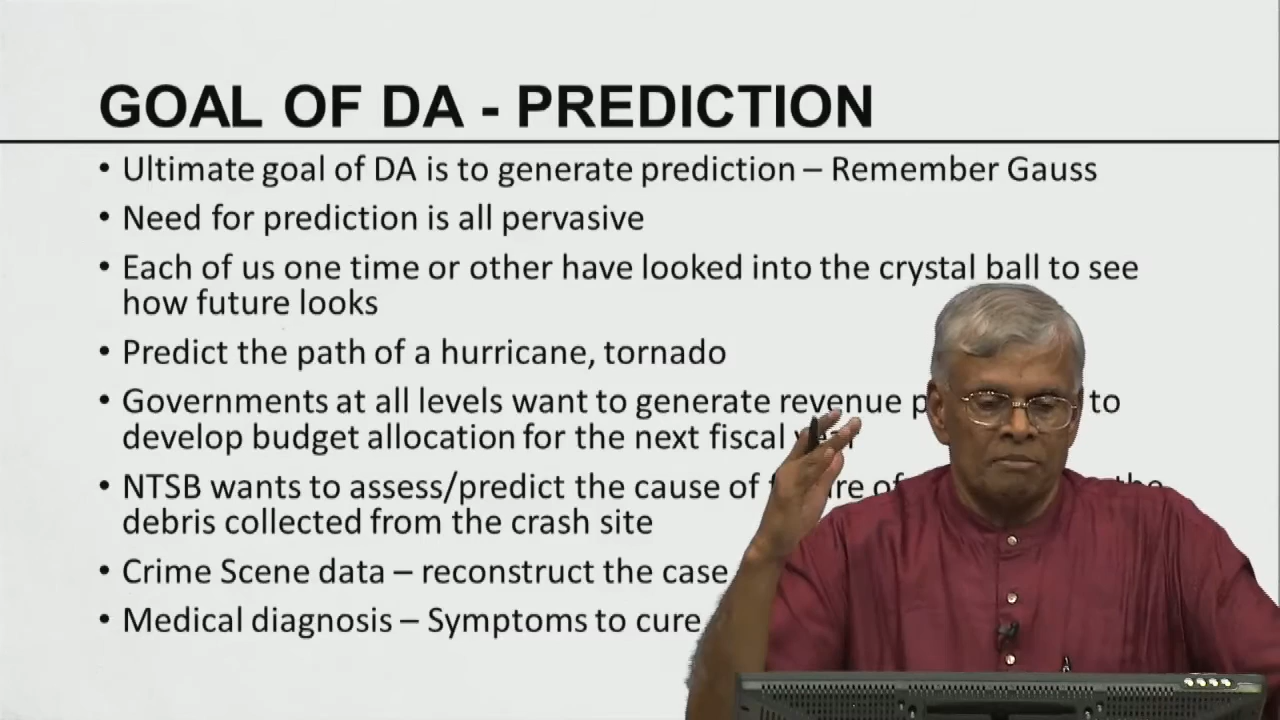 GOAL OF DA - PREDICTION
• Ultimate goal of DA is to generate prediction – Remember Gauss
• Need for prediction is all pervasive
• Each of us one time or other have looked into the crystal ball to see
how future looks
• Predict the path of a hurricane, tornado
• Governments at all levels want to generate revenue to
develop budget allocation for the next fiscal year
• NTSB wants to assess/predict the cause of of the
debris collected from the crash site
• Crime Scene data – reconstruct the case
• Medical diagnosis – Symptoms to cure